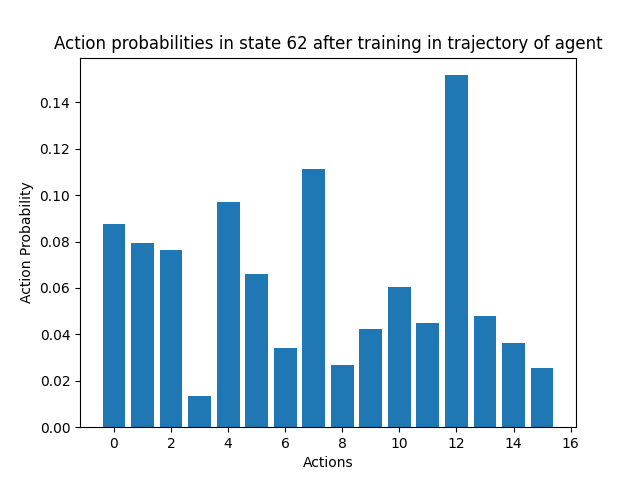 Action probabilities in state 62 after training in trajectory of agent
0.14
0.12
0.10
0.08
0.06
0.04
0.02
0.00
Action Probability
0 2 4 6 8 10 12 14 16
Actions